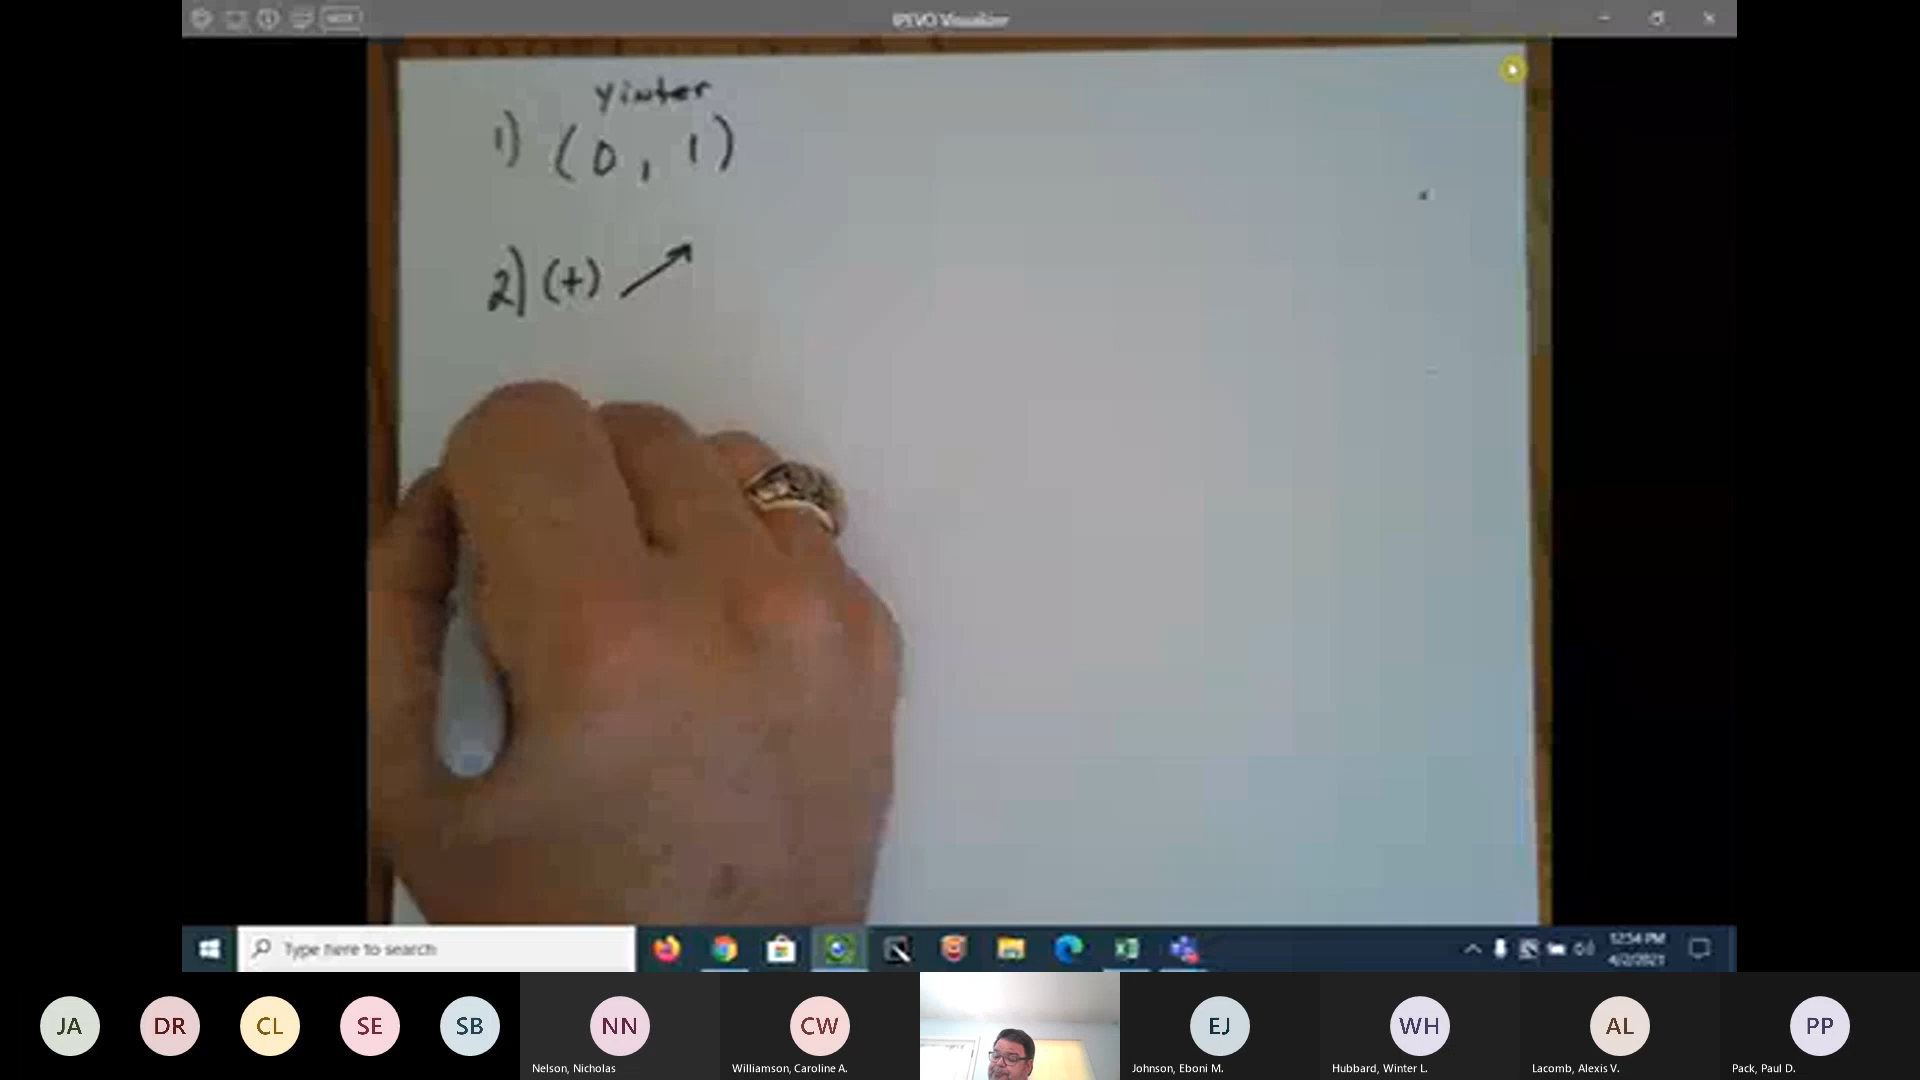 IPEVO Visualizer
Y inter
1) (0, 1)
2) (+)
Type here to search
12:54 PM
4/2/2021
JA
DR
CL
SE
SB
NN
CW
EJ
WH
AL
PP
Nelson, Nicholas
Williamson, Caroline A.
Johnson, Eboni M.
Hubbard, Winter L.
Lacomb, Alexis V.
Pack, Paul D.